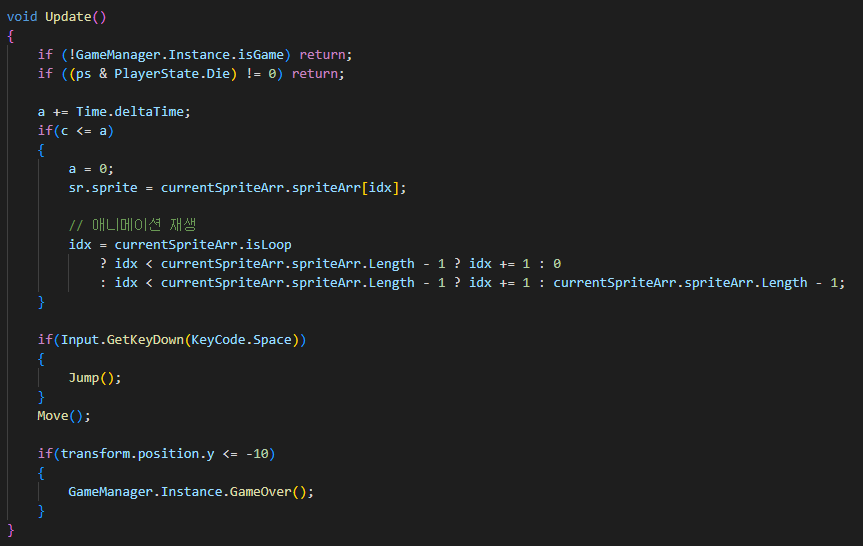 void Update()
{
if (!GameManager.Instance.isGame) return;
if ((ps & PlayerState.Die) != 0) return;
a += Time.deltaTime;
if(c <= a)
{
a = 0;
sr.sprite = currentSpriteArr.spriteArr[idx];
// 애니메이션 재생
idx = currentSpriteArr.isLoop
? idx < currentSpriteArr.spriteArr.Length - 1 ? idx += 1 : 0
: idx < currentSpriteArr.spriteArr.Length - 1 ? idx += 1 : currentSpriteArr.spriteArr.Length - 1;
}
if(Input.GetKeyDown(KeyCode.Space))
{
Jump();
}
Move();
if(transform.position.y <= -10)
{
GameManager.Instance.GameOver();
}
}